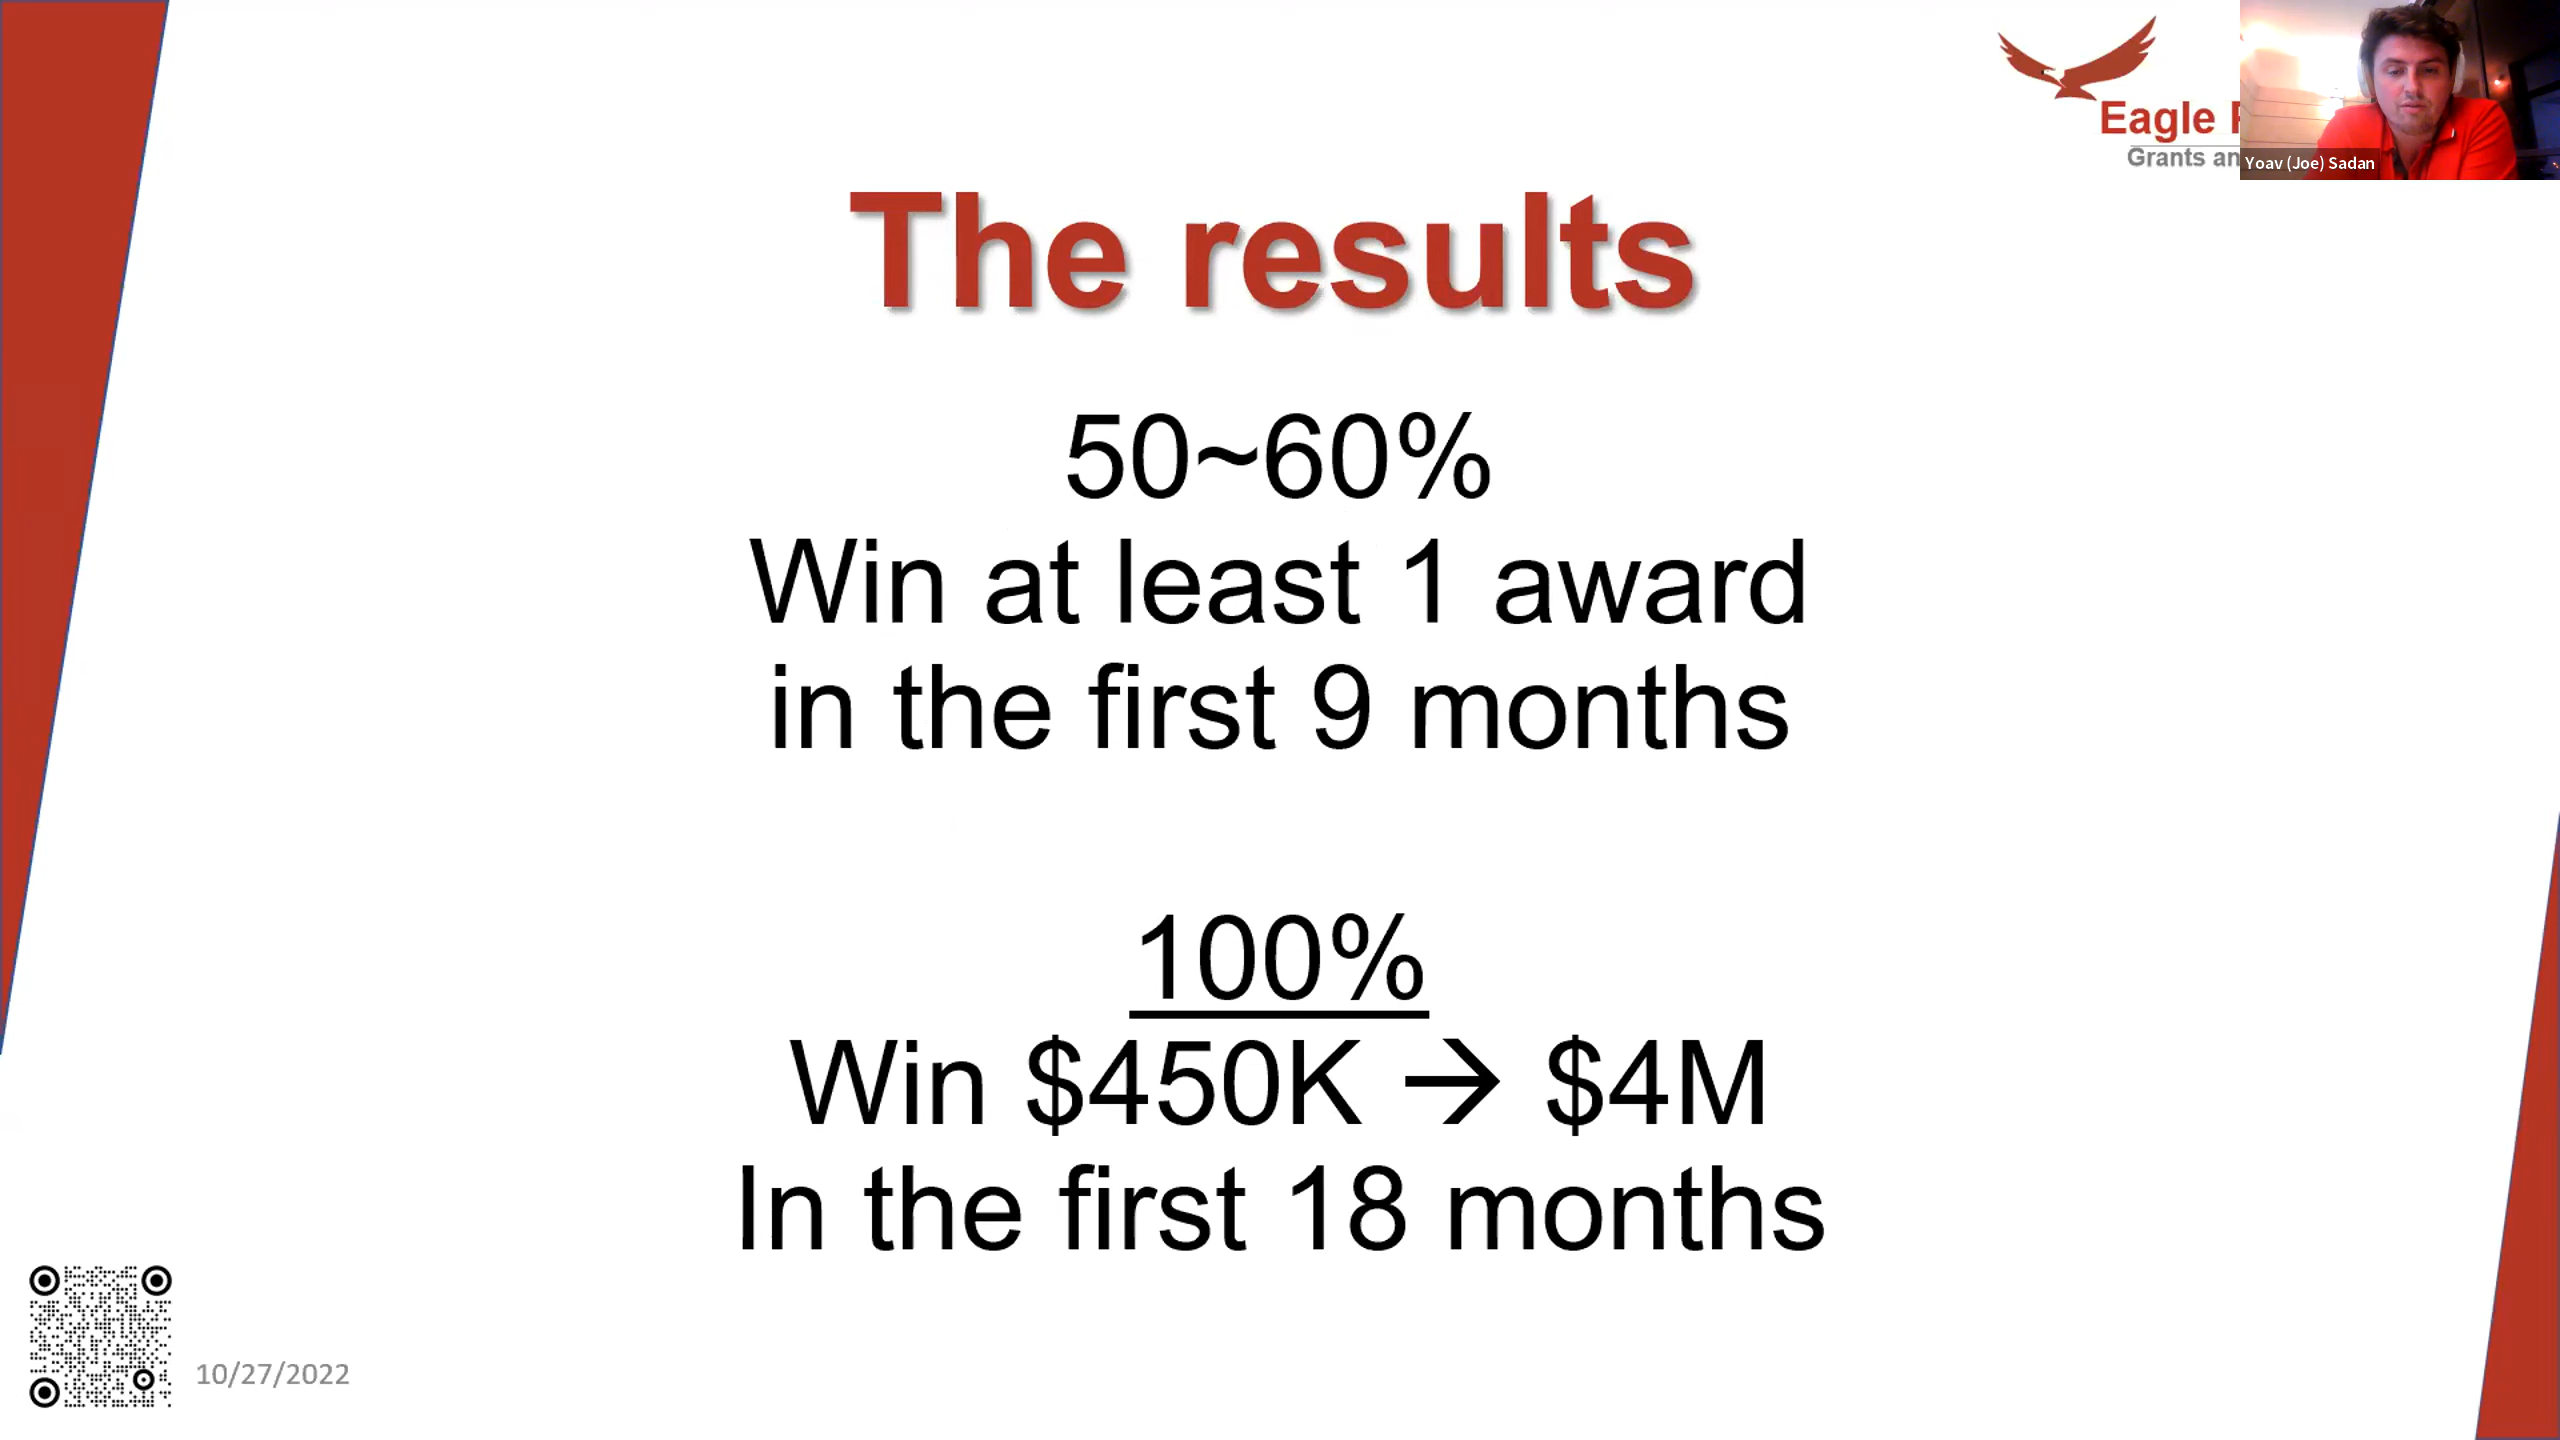 Eagle
Grants an
Yoav (Joe) Sadan
The results
50~60%
Win at least 1 award
in the first 9 months
100%
Win $450K → $4M
In the first 18 months
10/27/2022